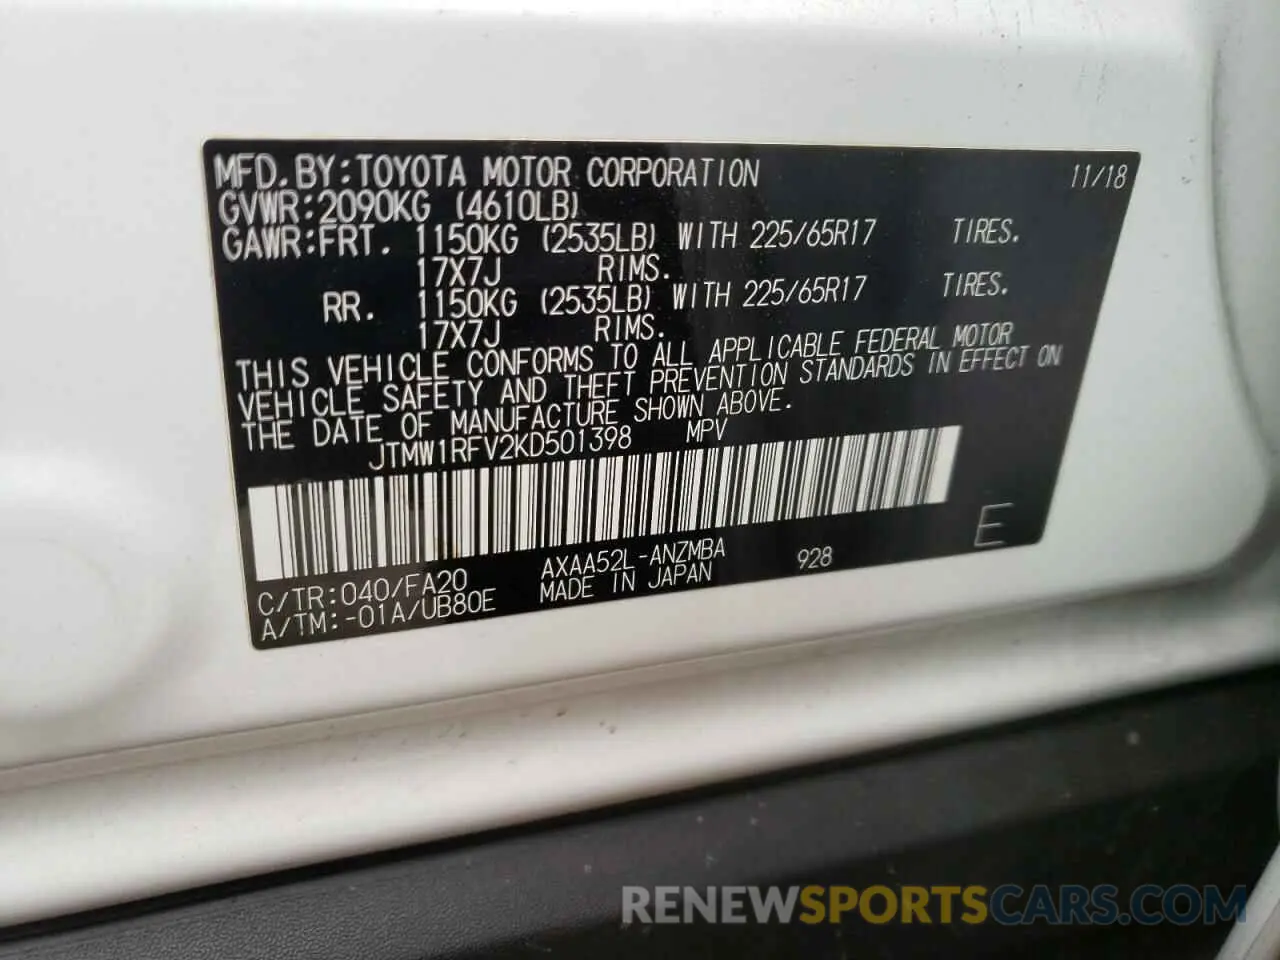 MFD.BY:TOYOTA MOTOR CORPORATION 11/18
GVWR:2090KG (4610LB)
GAWR:FRT. 1150KG (2535LB) WITH 225/65R17 TIRES.
17X7J RIMS.
RR. 1150KG (2535LB) WITH 225/65R17 TIRES.
17X7J RIMS.
THIS VEHICLE CONFORMS TO ALL APPLICABLE FEDERAL MOTOR
VEHICLE SAFETY AND THEFT PREVENTION STANDARDS IN EFFECT ON
THE DATE OF MANUFACTURE SHOWN ABOVE.
JTMW1RFV2KD501398 MPV
E
C/TR:040/FA20 AXAA52L-ANZMBA 928
A/TM:-01A/UB80E MADE IN JAPAN
RENEWSPORTSCARS.COM